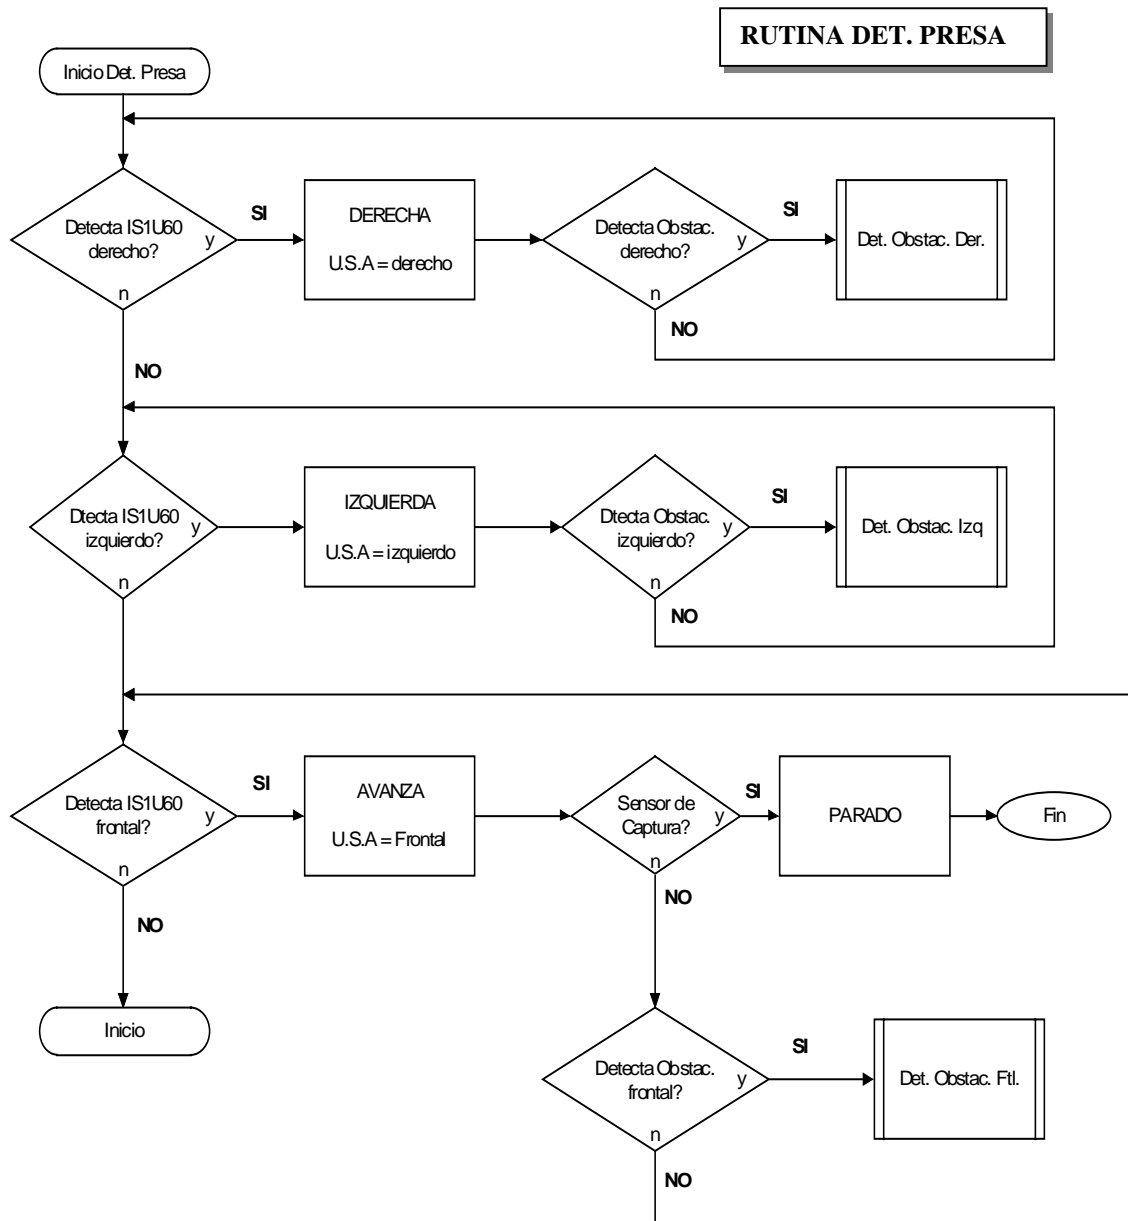 RUTINA DET. PRESA
Inicio Det. Presa
Detecta IS1U60
derecho?
y
n
SI
NO
DERECHA
U.S.A = derecho
Detecta Obstac.
derecho?
y
n
SI
NO
Det. Obstac. Der.
Dtecta IS1U60
izquierdo?
y
n
IZQUIERDA
U.S.A = izquierdo
Dtecta Obstac.
izquierdo?
y
n
SI
NO
Det. Obstac. Izq
Detecta IS1U60
frontal?
y
n
SI
NO
AVANZA
U.S.A = Frontal
Sensor de
Captura?
y
n
SI
NO
PARADO
Fin
Inicio
Detecta Obstac.
frontal?
y
n
SI
NO
Det. Obstac. Ftl.